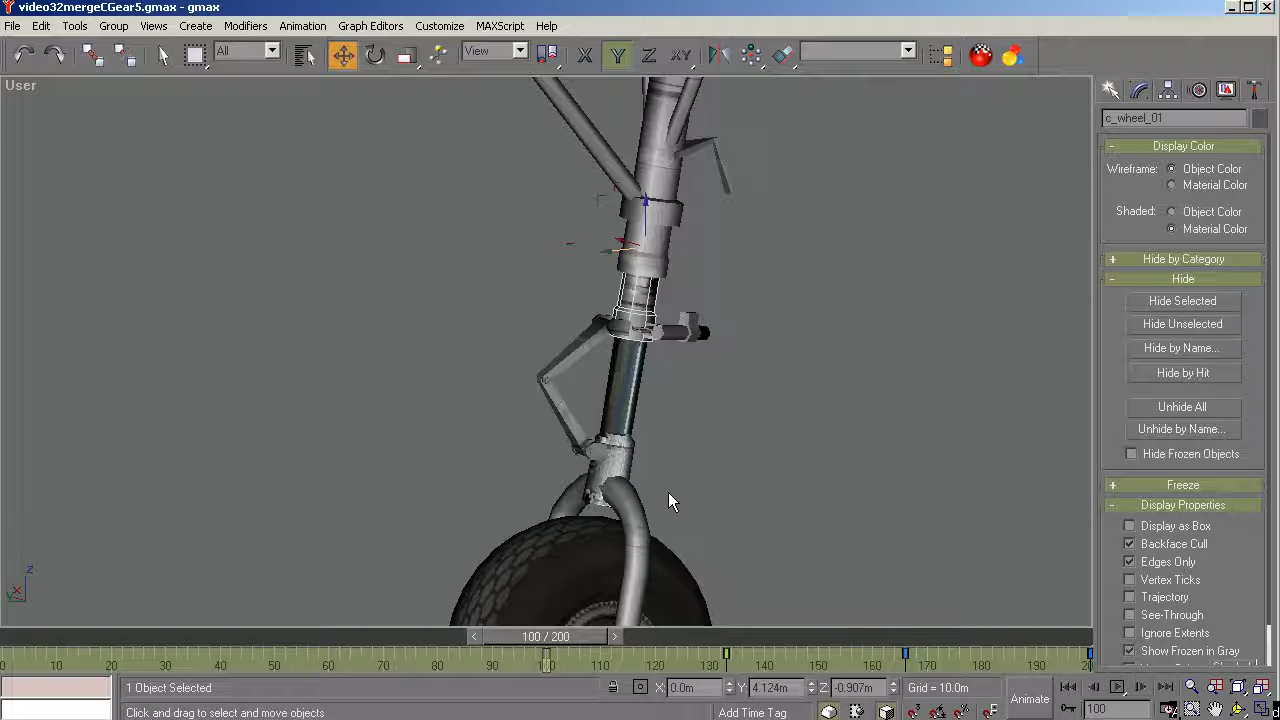 video32mergeCGear5.gmax - gmax
File Edit Tools Group Views Create Modifiers Animation Graph Editors Customize MAXScript Help
All View X Y Z XY
User
c_wheel_01
- Display Color
Wireframe: Object Color
Material Color
Shaded: Object Color
Material Color
+ Hide by Category
- Hide
Hide Selected
Hide Unselected
Hide by Name...
Hide by Hit
Unhide All
Unhide by Name...
Hide Frozen Objects
+ Freeze
- Display Properties
Display as Box
Backface Cull
Edges Only
Vertex Ticks
Trajectory
See-Through
Ignore Extents
Show Frozen in Gray
z
x
< 100 / 200 >
0 10 20 30 40 50 60 70 80 90 100 110 120 130 140 150 160 170 180 190 200
1 Object Selected X: 0.0m Y: 4.124m Z: -0.907m Grid = 10.0m Animate
Click and drag to select and move objects Add Time Tag 100